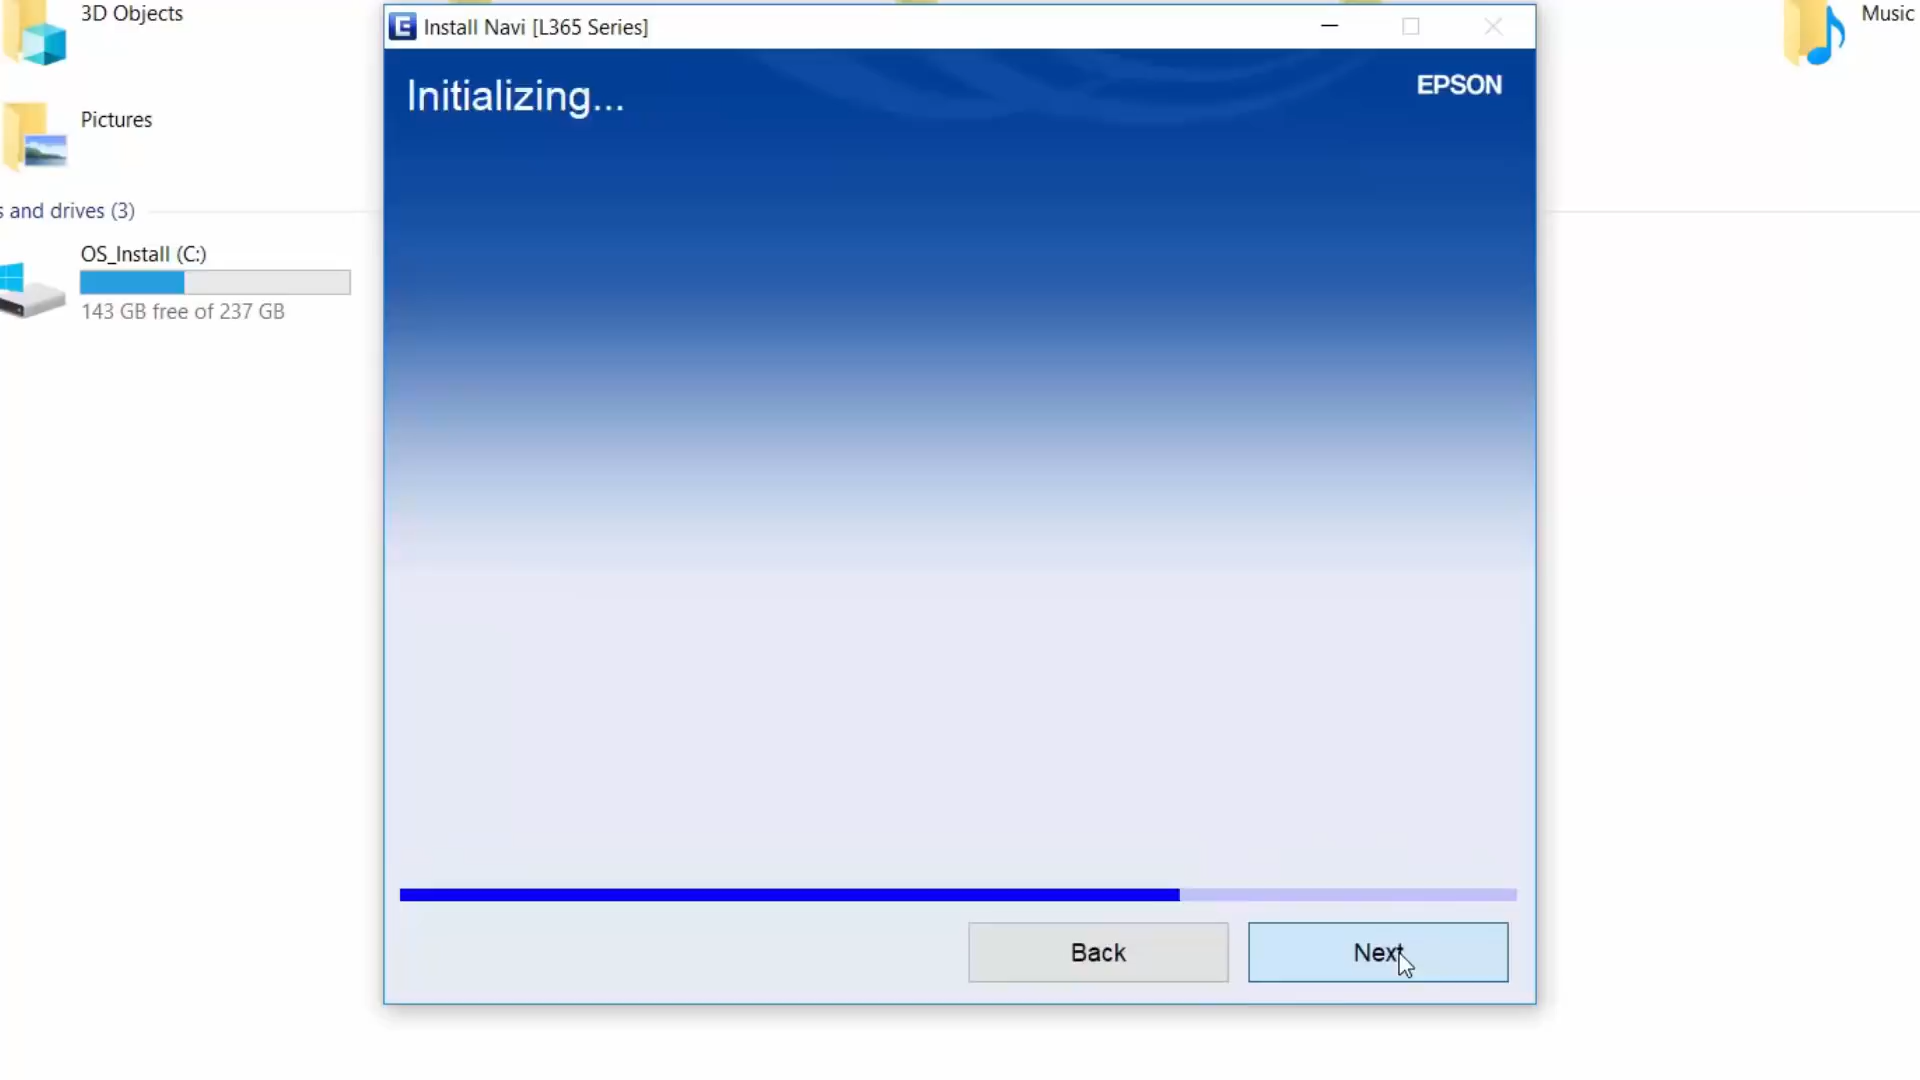 3D Objects
Music
Install Navi [L365 Series]
Initializing...
EPSON
Pictures
s and drives (3)
OS_Install (C:)
143 GB free of 237 GB
Back
Next